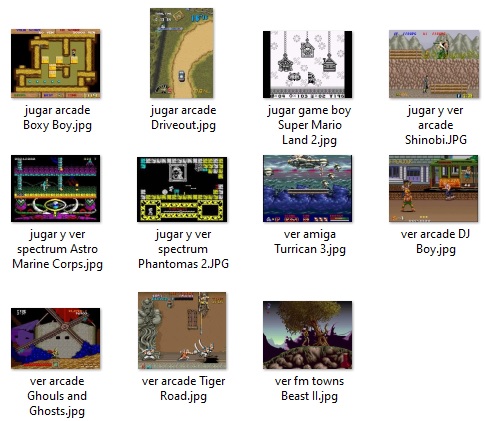 jugar arcade
Boxy Boy.jpg
jugar arcade
Driveout.jpg
jugar game boy
Super Mario
Land 2.jpg
jugar y ver
arcade
Shinobi.JPG
jugar y ver
spectrum Astro
Marine Corps.jpg
jugar y ver
spectrum
Phantomas 2.JPG
ver amiga
Turrican 3.jpg
ver arcade DJ
Boy.jpg
ver arcade
Ghouls and
Ghosts.jpg
ver arcade Tiger
Road.jpg
ver fm towns
Beast II.jpg